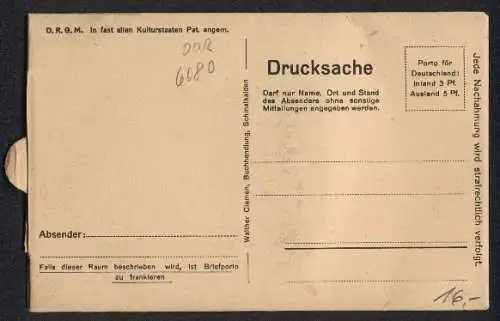 D. R. G. M. In fast allen Kulturstaaten Pat. angem.
DDR
6080
Absender:
Falls dieser Raum beschrieben wird, ist Briefporto
zu frankieren
Walther Clemen, Buchhandlung, Schmalkalden
Drucksache
Darf nur Name, Ort und Stand
des Absenders ohne sonstige
Mitteilungen angegeben werden.
Porto für
Deutschland:
Inland 3 Pf.
Ausland 5 Pf.
Jede Nachahmung wird strafrechtlich verfolgt.
16,-